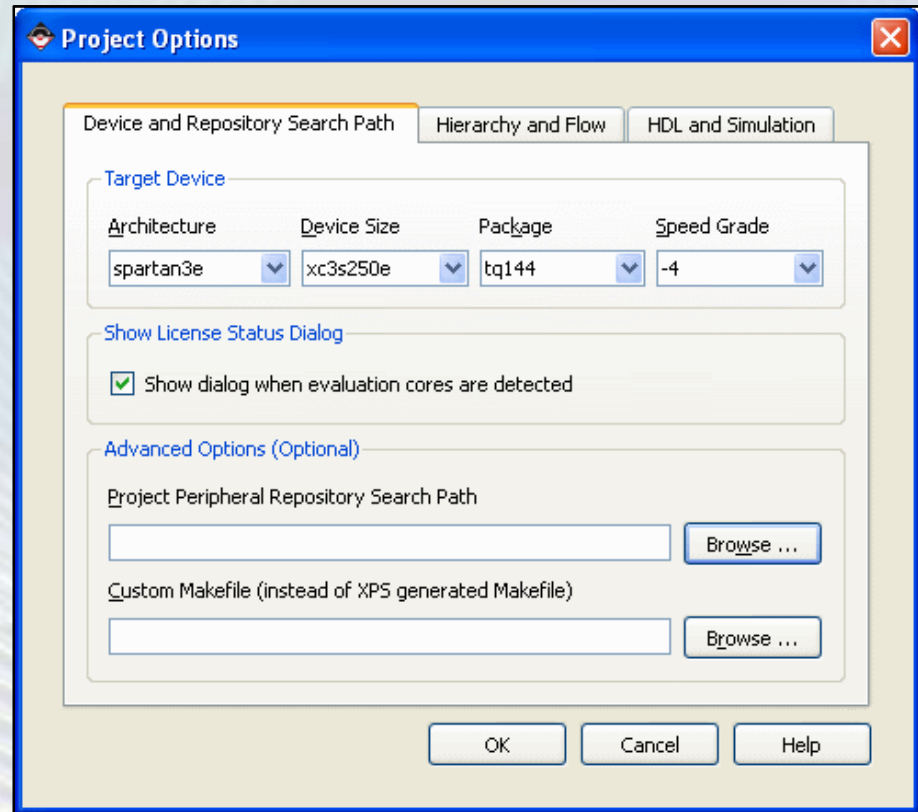 Project Options
Device and Repository Search Path Hierarchy and Flow HDL and Simulation
Target Device
Architecture Device Size Package Speed Grade
spartan3e xc3s250e tq144 -4
Show License Status Dialog
Show dialog when evaluation cores are detected
Advanced Options (Optional)
Project Peripheral Repository Search Path
Browse ...
Custom Makefile (instead of XPS generated Makefile)
Browse ...
OK Cancel Help